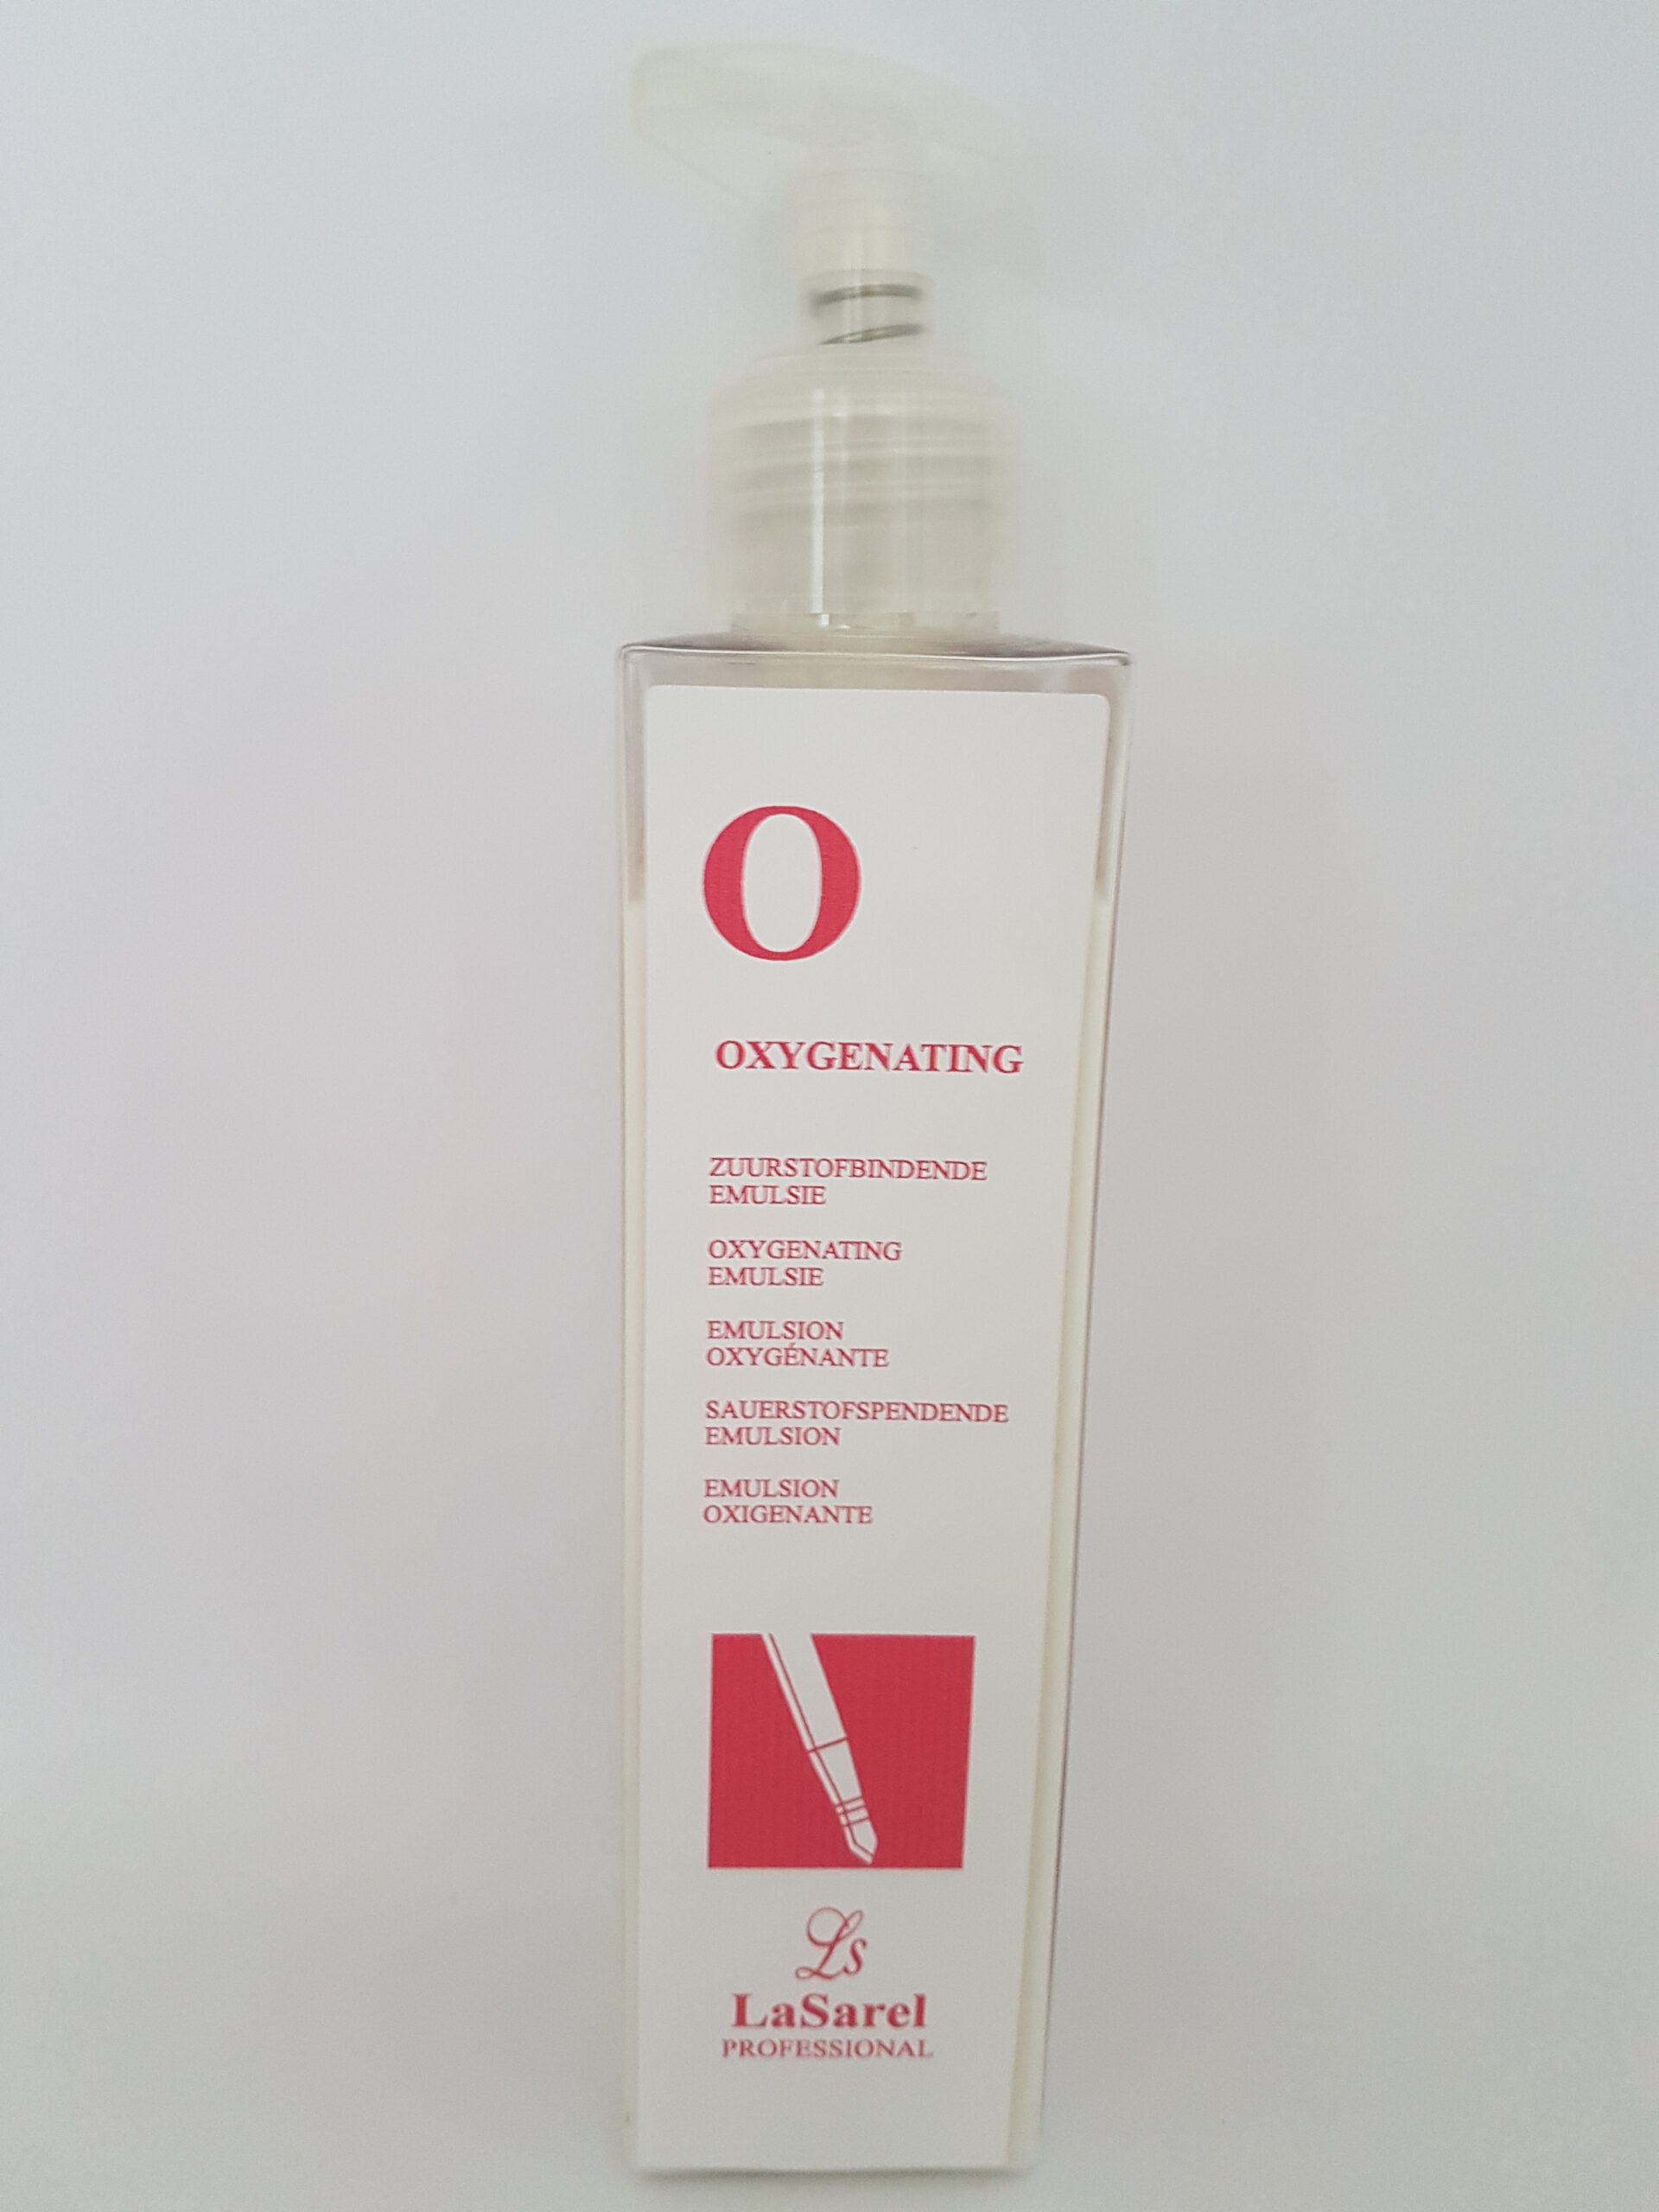 O
OXYGENATING
ZUURSTOFBINDENDE
EMULSIE
OXYGENATING
EMULSIE
EMULSION
OXYGÉNANTE
SAUERSTOFSPENDENDE
EMULSION
EMULSION
OXIGENANTE
Ls
LaSarel
PROFESSIONAL